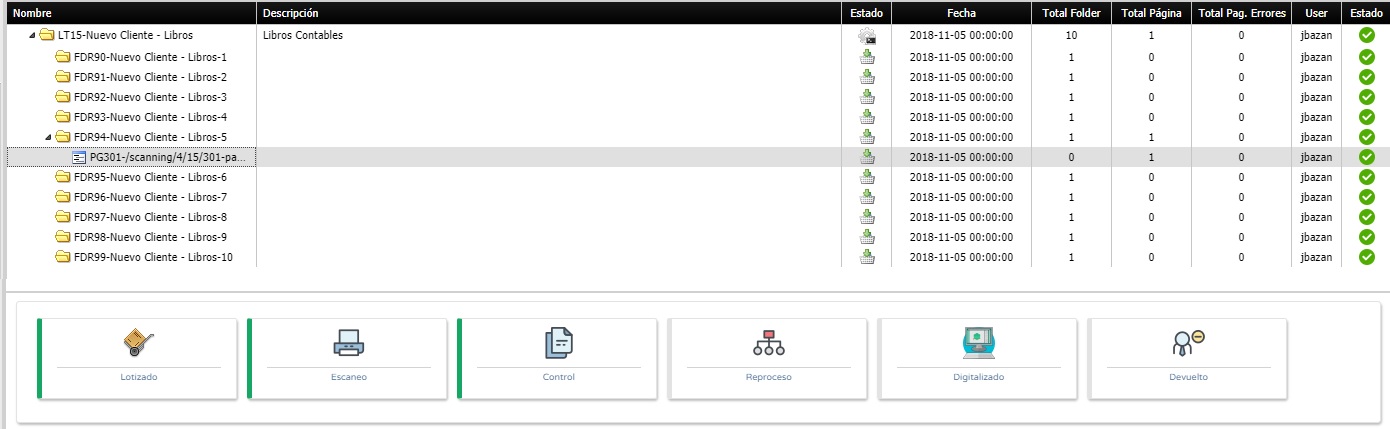 Nombre Descripción Estado Fecha Total Folder Total Página Total Pag. Errores User Estado
LT15-Nuevo Cliente - Libros Libros Contables 2018-11-05 00:00:00 10 1 0 jbazan
FDR90-Nuevo Cliente - Libros-1 2018-11-05 00:00:00 1 0 0 jbazan
FDR91-Nuevo Cliente - Libros-2 2018-11-05 00:00:00 1 0 0 jbazan
FDR92-Nuevo Cliente - Libros-3 2018-11-05 00:00:00 1 0 0 jbazan
FDR93-Nuevo Cliente - Libros-4 2018-11-05 00:00:00 1 0 0 jbazan
FDR94-Nuevo Cliente - Libros-5 2018-11-05 00:00:00 1 1 0 jbazan
PG301-/scanning/4/15/301-pa... 2018-11-05 00:00:00 0 1 0 jbazan
FDR95-Nuevo Cliente - Libros-6 2018-11-05 00:00:00 1 0 0 jbazan
FDR96-Nuevo Cliente - Libros-7 2018-11-05 00:00:00 1 0 0 jbazan
FDR97-Nuevo Cliente - Libros-8 2018-11-05 00:00:00 1 0 0 jbazan
FDR98-Nuevo Cliente - Libros-9 2018-11-05 00:00:00 1 0 0 jbazan
FDR99-Nuevo Cliente - Libros-10 2018-11-05 00:00:00 1 0 0 jbazan
Lotizado Escaneo Control Reproceso Digitalizado Devuelto